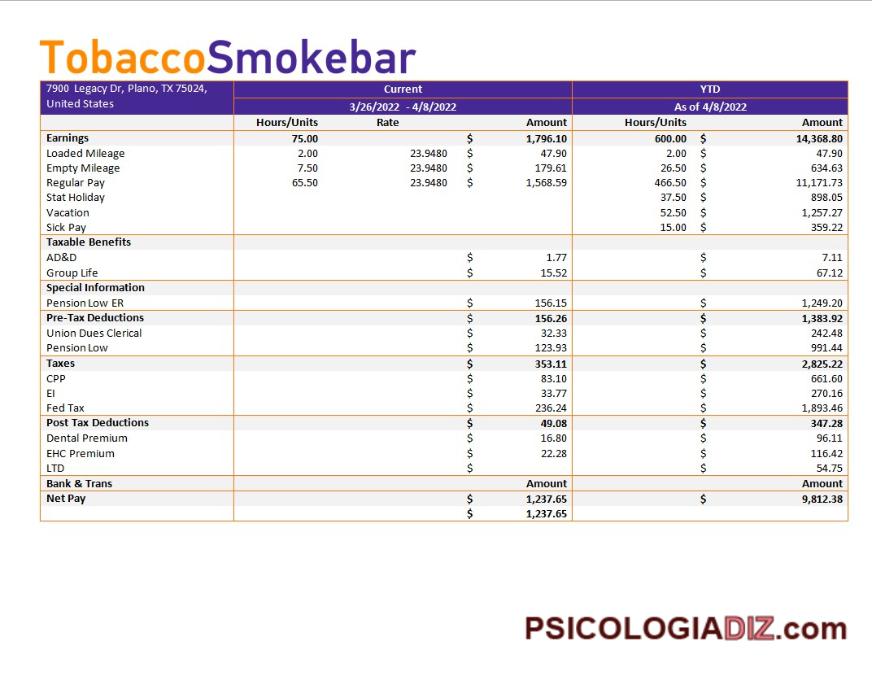 TobaccoSmokebar
7900 Legacy Dr, Plano, TX 75024, Current YTD
United States 3/26/2022 - 4/8/2022 As of 4/8/2022
Hours/Units Rate Amount Hours/Units Amount
Earnings 75.00 $ 1,796.10 600.00 $ 14,368.80
Loaded Mileage 2.00 23.9480 $ 47.90 2.00 $ 47.90
Empty Mileage 7.50 23.9480 $ 179.61 26.50 $ 634.63
Regular Pay 65.50 23.9480 $ 1,568.59 466.50 $ 11,171.73
Stat Holiday 37.50 $ 898.05
Vacation 52.50 $ 1,257.27
Sick Pay 15.00 $ 359.22
Taxable Benefits
AD&D $ 1.77 $ 7.11
Group Life $ 15.52 $ 67.12
Special Information
Pension Low ER $ 156.15 $ 1,249.20
Pre-Tax Deductions $ 156.26 $ 1,383.92
Union Dues Clerical $ 32.33 $ 242.48
Pension Low $ 123.93 $ 991.44
Taxes $ 353.11 $ 2,825.22
CPP $ 83.10 $ 661.60
EI $ 33.77 $ 270.16
Fed Tax $ 236.24 $ 1,893.46
Post Tax Deductions $ 49.08 $ 347.28
Dental Premium $ 16.80 $ 96.11
EHC Premium $ 22.28 $ 116.42
LTD $ $ 54.75
Bank & Trans Amount Amount
Net Pay $ 1,237.65 $ 9,812.38
$ 1,237.65
PSICOLOGIADIZ.com